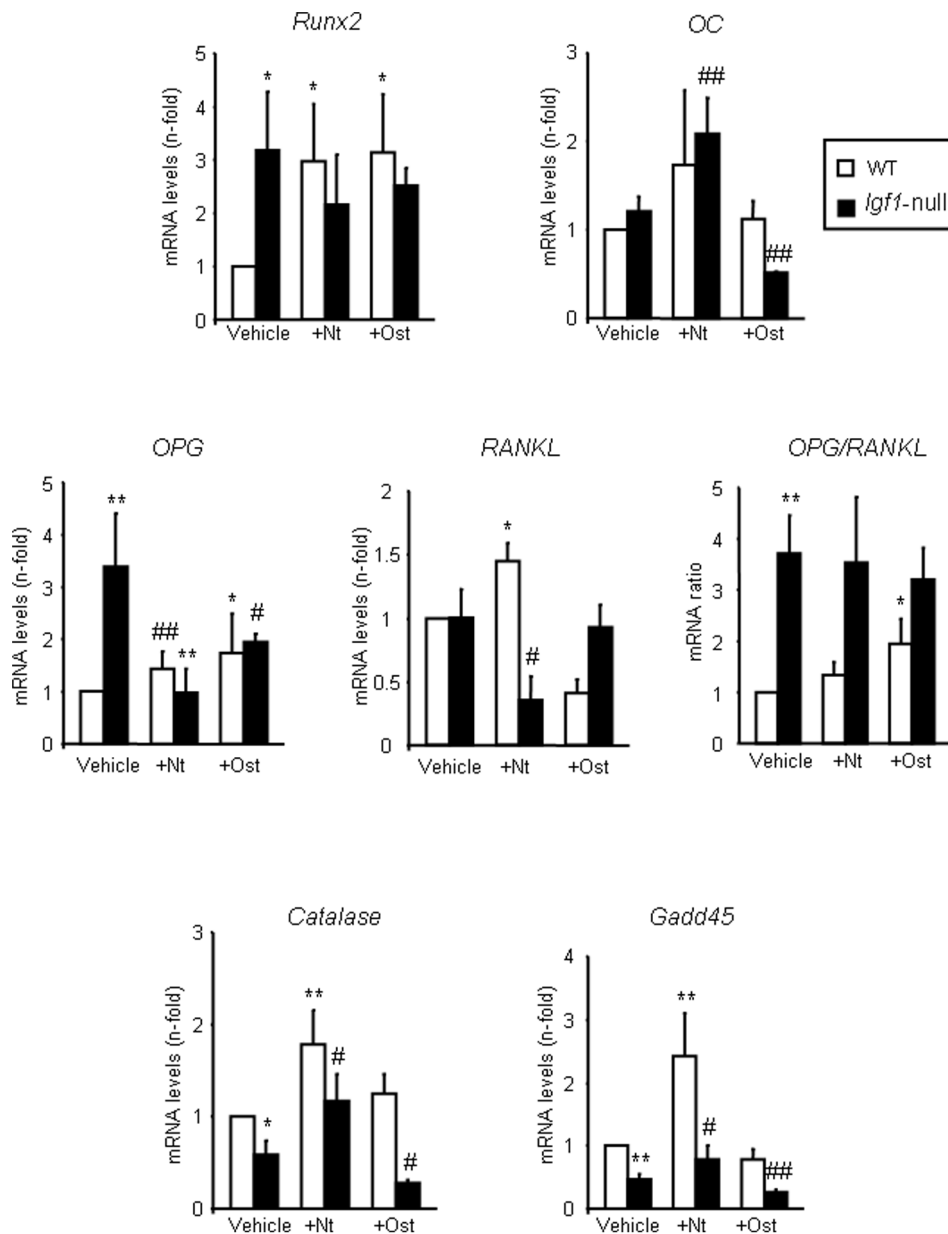 Runx2
mRNA levels (n-fold)
5
4
3
2
1
0
*
*
*
Vehicle +Nt +Ost
OC
mRNA levels (n-fold)
3
2
1
0
##
##
Vehicle +Nt +Ost
WT
Igf1-null
OPG
mRNA levels (n-fold)
5
4
3
2
1
0
**
##
**
*
#
Vehicle +Nt +Ost
RANKL
mRNA levels (n-fold)
2
1.5
1
0.5
0
*
#
Vehicle +Nt +Ost
OPG/RANKL
mRNA ratio
5
4
3
2
1
0
**
*
Vehicle +Nt +Ost
Catalase
mRNA levels (n-fold)
3
2
1
0
*
**
#
#
Vehicle +Nt +Ost
Gadd45
mRNA levels (n-fold)
4
3
2
1
0
**
**
#
##
Vehicle +Nt +Ost